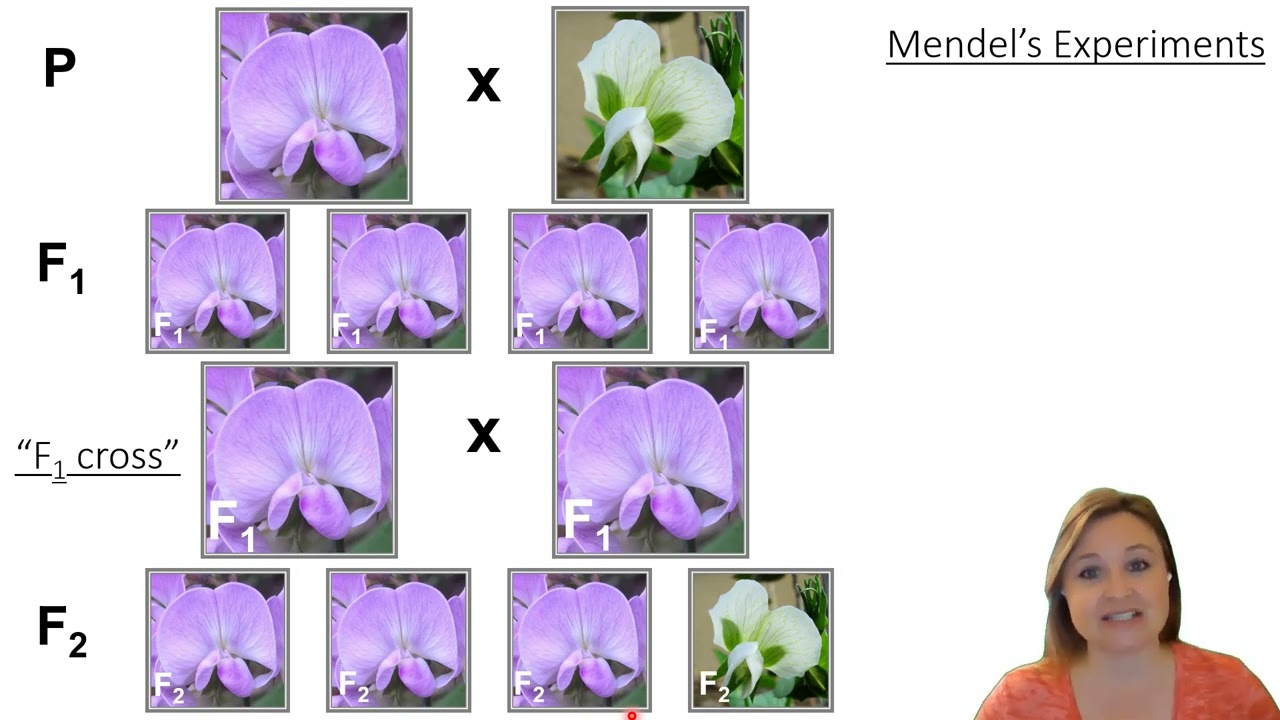 Mendel’s Experiments
P
x
F1
F1
F1
F1
F1
“F1 cross”
x
F1
F1
F2
F2
F2
F2
F2